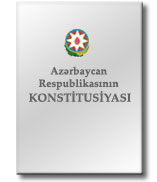 Azərbaycan
Respublikasının
KONSTİTUSİYASI